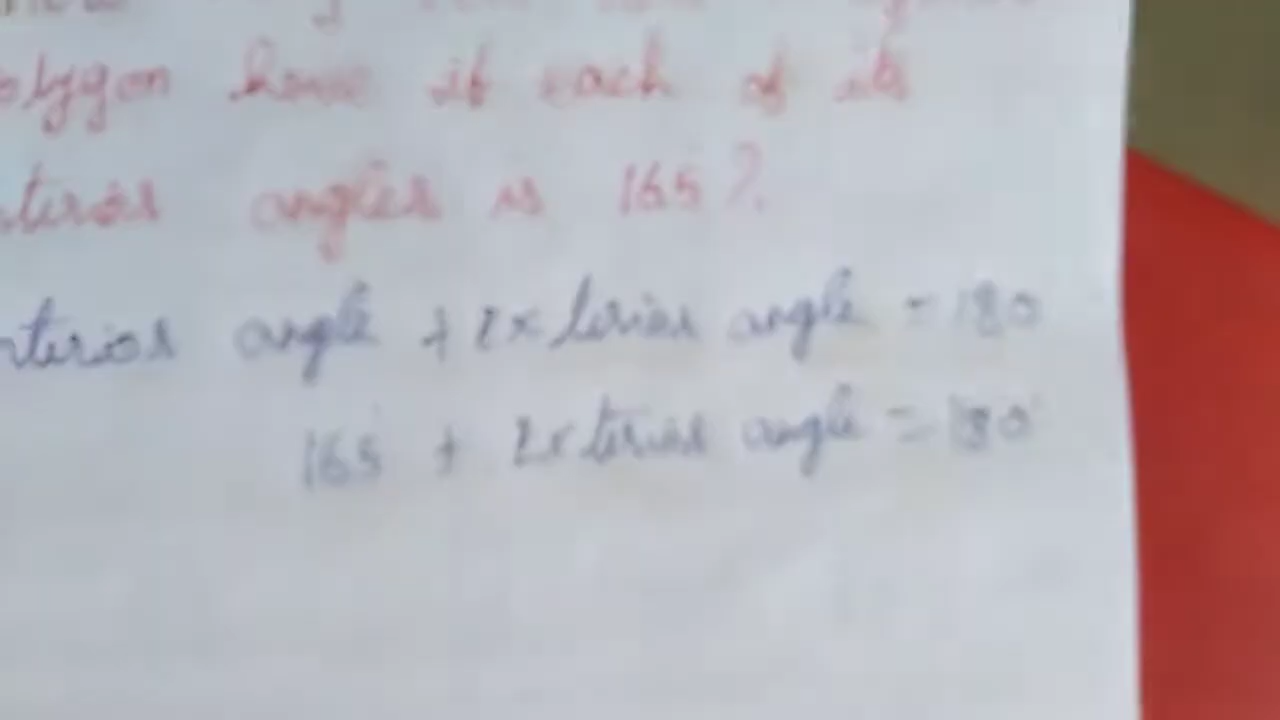 olygon have if each of its
terior angles is 165?
nterior angle + Exterior angle = 180
165 + Exterior angle = 180